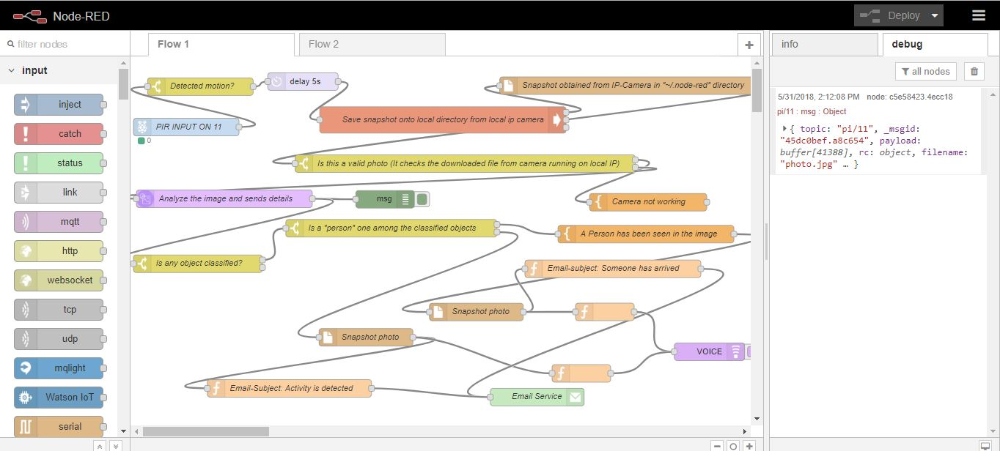 Node-RED
Deploy
filter nodes
Flow 1
Flow 2
info
debug
input
all nodes
inject
catch
status
link
mqtt
http
websocket
tcp
udp
mqlight
Watson IoT
serial
Detected motion?
delay 5s
Snapshot obtained from IP-Camera in "~/.node-red" directory
Save snapshot onto local directory from local ip camera
PIR INPUT ON 11
0
Is this a valid photo (It checks the downloaded file from camera running on local IP)
Analyze the image and sends details
msg
Camera not working
Is a "person" one among the classified objects
A Person has been seen in the image
Is any object classified?
Email-subject: Someone has arrived
Snapshot photo
Snapshot photo
VOICE
Email-Subject: Activity is detected
Email Service
5/31/2018, 2:12:08 PM node: c5e58423.4ecc18
pi/11 : msg : Object
{ topic: "pi/11", _msgid:
"45dc0bef.a8c654", payload:
buffer[41388], rc: object, filename:
"photo.jpg" … }